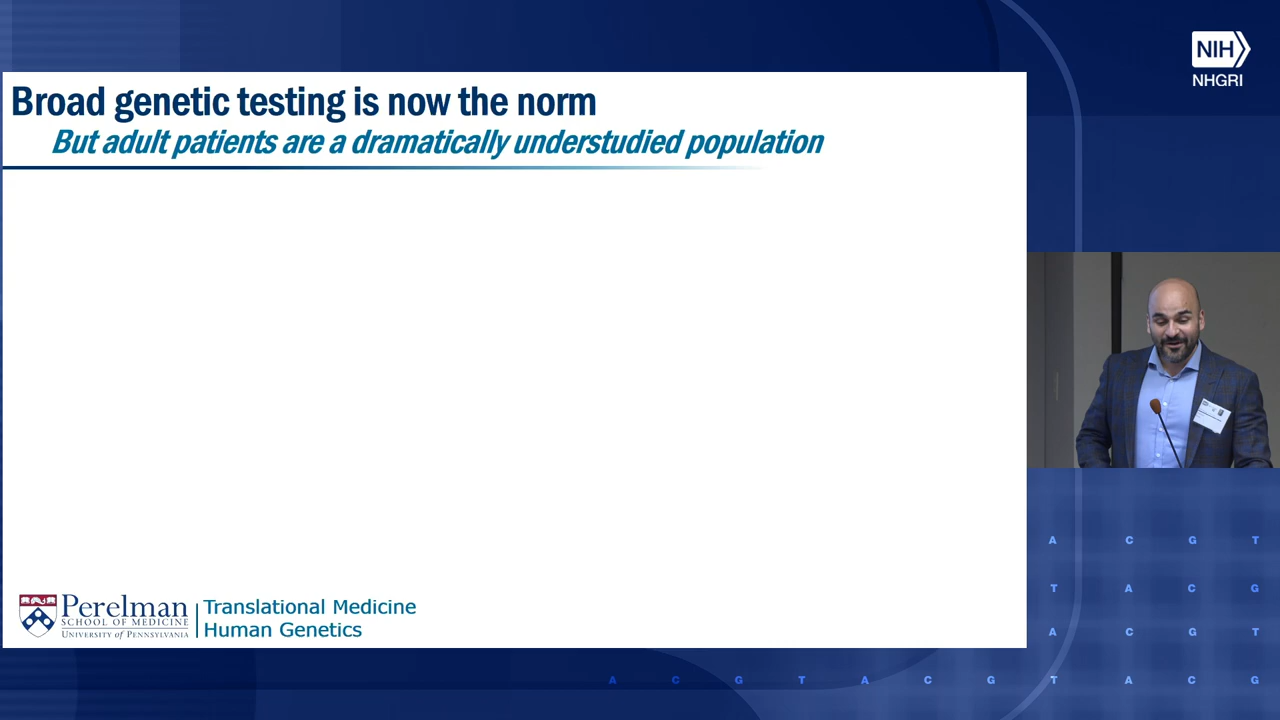 Broad genetic testing is now the norm
But adult patients are a dramatically understudied population
NIH
NHGRI
A C G T
T A C G
A C G T
A C G T A C G T A C G
Perelman
SCHOOL OF MEDICINE
UNIVERSITY of PENNSYLVANIA
Translational Medicine
Human Genetics